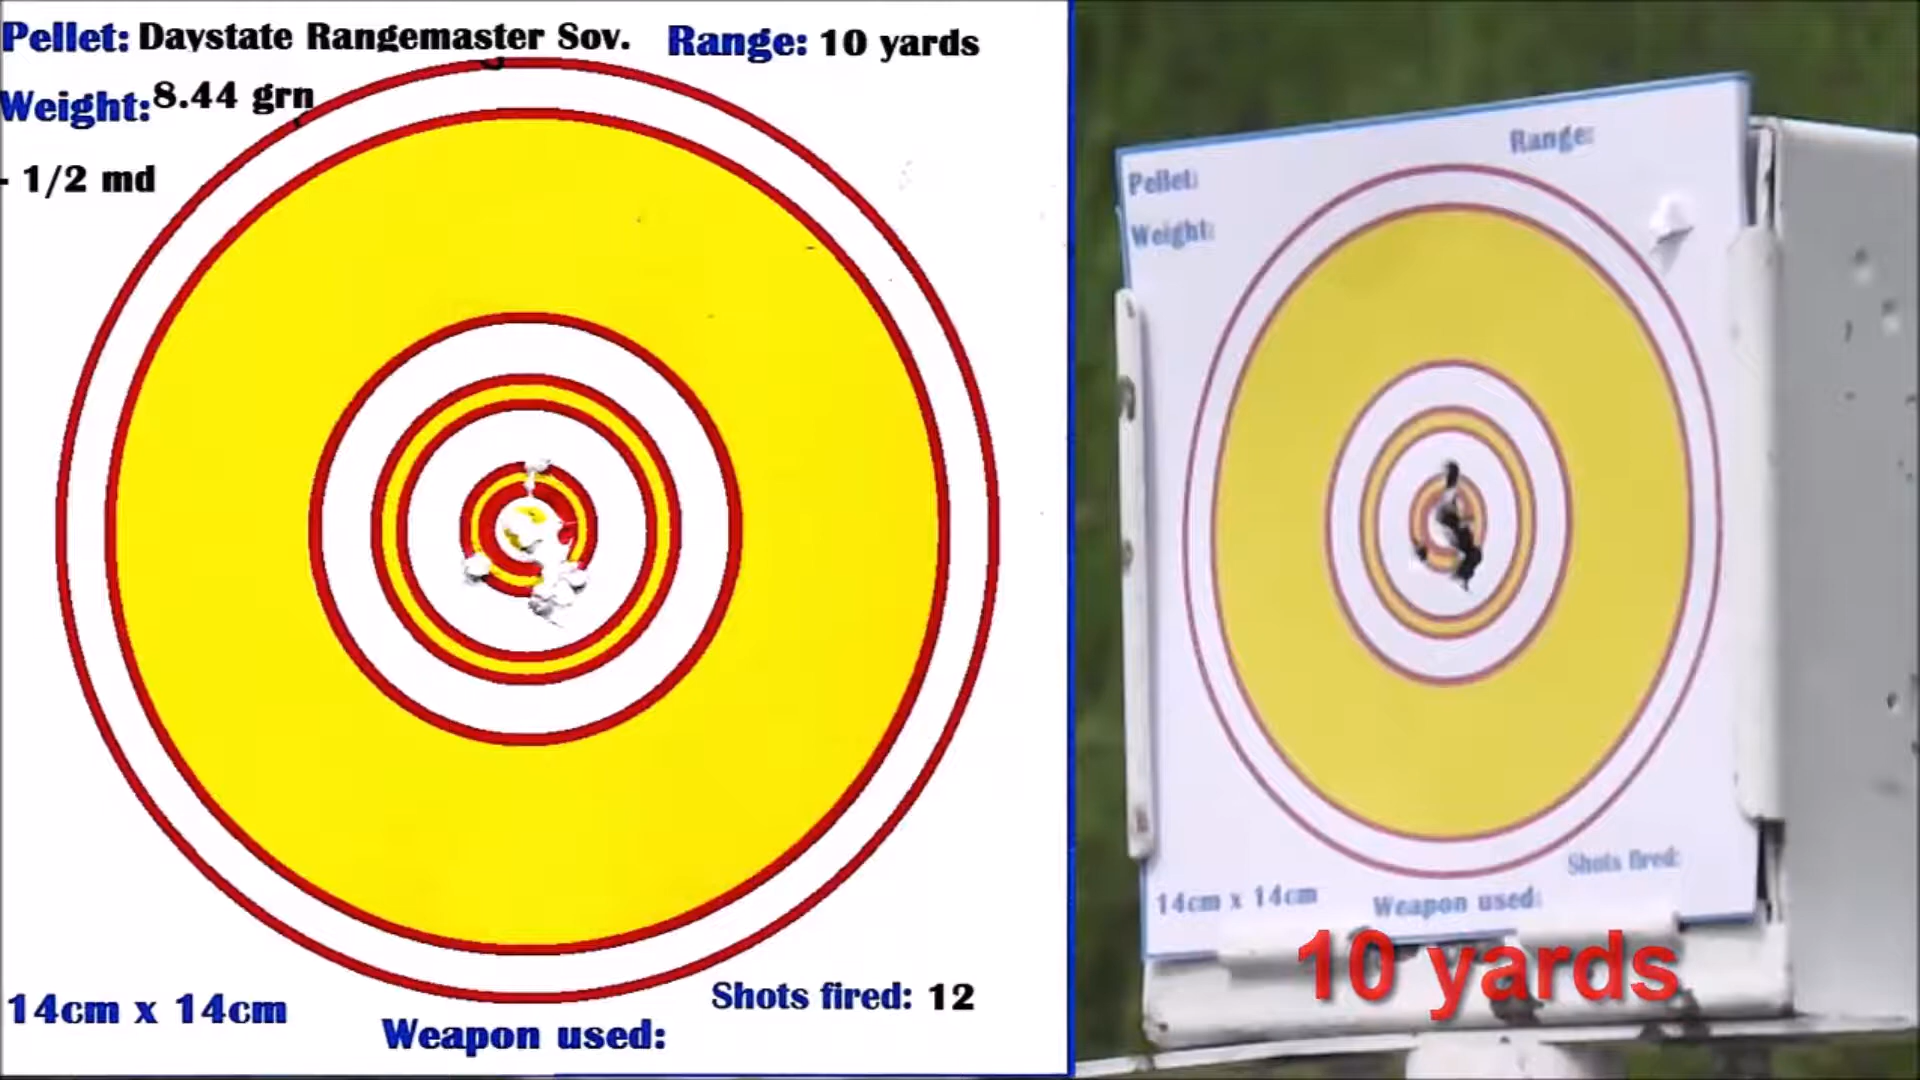 Pellet: Daystate Rangemaster Sov.
Range: 10 yards
Weight: 8.44 grn
- 1/2 md
14cm x 14cm
Weapon used:
Shots fired: 12
Range:
Pellet:
Weight:
Shots fired:
14cm x 14cm
Weapon used:
10 yards